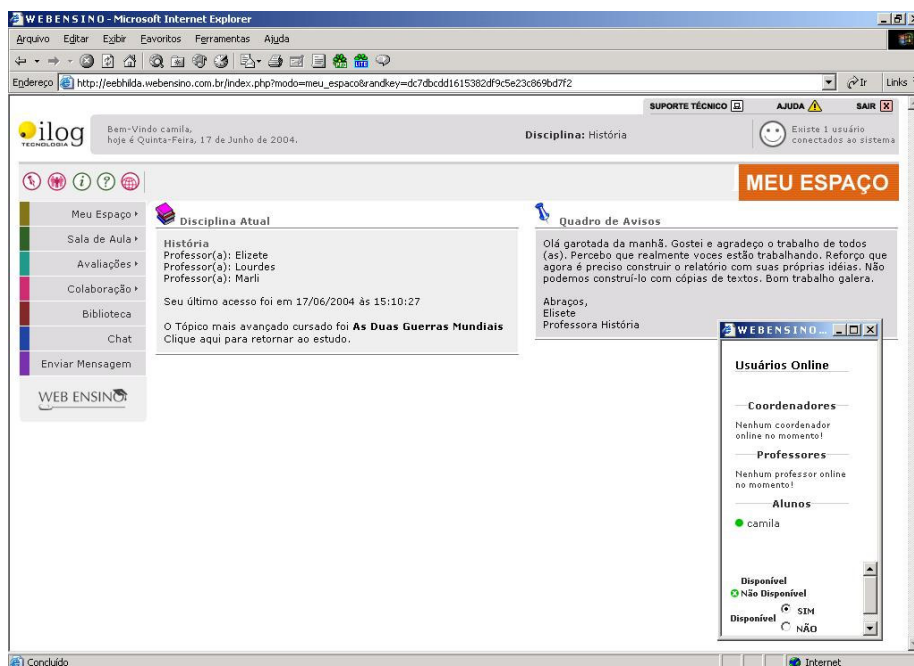 WEBENSINO - Microsoft Internet Explorer
Arquivo Editar Exibir Favoritos Ferramentas Ajuda
Endereço http://eebhilda.webensino.com.br/index.php?modo=meu_espaco&randkey=dc7dbcdd1615382df9c5e23c869bd7f2 Ir Links
SUPORTE TÉCNICO AJUDA SAIR
ilog
TECNOLOGIA
Bem-Vindo camila,
hoje é Quinta-Feira, 17 de Junho de 2004.
Disciplina: História
Existe 1 usuário
conectados ao sistema
MEU ESPAÇO
Meu Espaço
Sala de Aula
Avaliações
Colaboração
Biblioteca
Chat
Enviar Mensagem
WEB ENSINO
Disciplina Atual
História
Professor(a): Elizete
Professor(a): Lourdes
Professor(a): Marli
Seu último acesso foi em 17/06/2004 às 15:10:27
O Tópico mais avançado cursado foi As Duas Guerras Mundiais
Clique aqui para retornar ao estudo.
Quadro de Avisos
Olá garotada da manhã. Gostei e agradeço o trabalho de todos
(as). Percebo que realmente voces estão trabalhando. Reforço que
agora é preciso construir o relatório com suas próprias idéias. Não
podemos construí-lo com cópias de textos. Bom trabalho galera.
Abraços,
Elisete
Professora História
WEBENSINO...
Usuários Online
Coordenadores
Nenhum coordenador
online no momento!
Professores
Nenhum professor online
no momento!
Alunos
camila
Disponível
Não Disponível
Disponível SIM
NÃO
Concluído
Internet